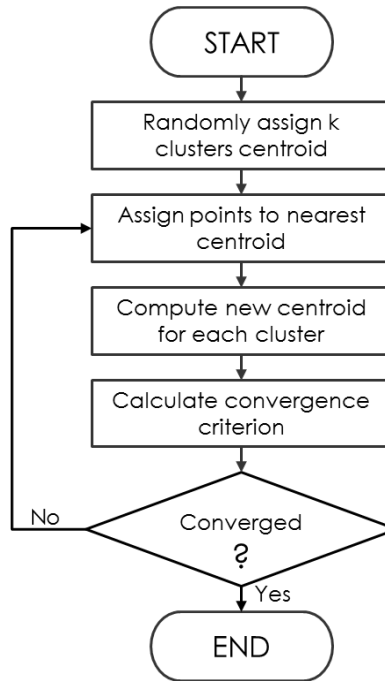 START
Randomly assign k
clusters centroid
Assign points to nearest
centroid
Compute new centroid
for each cluster
Calculate convergence
criterion
Converged
?
No
Yes
END